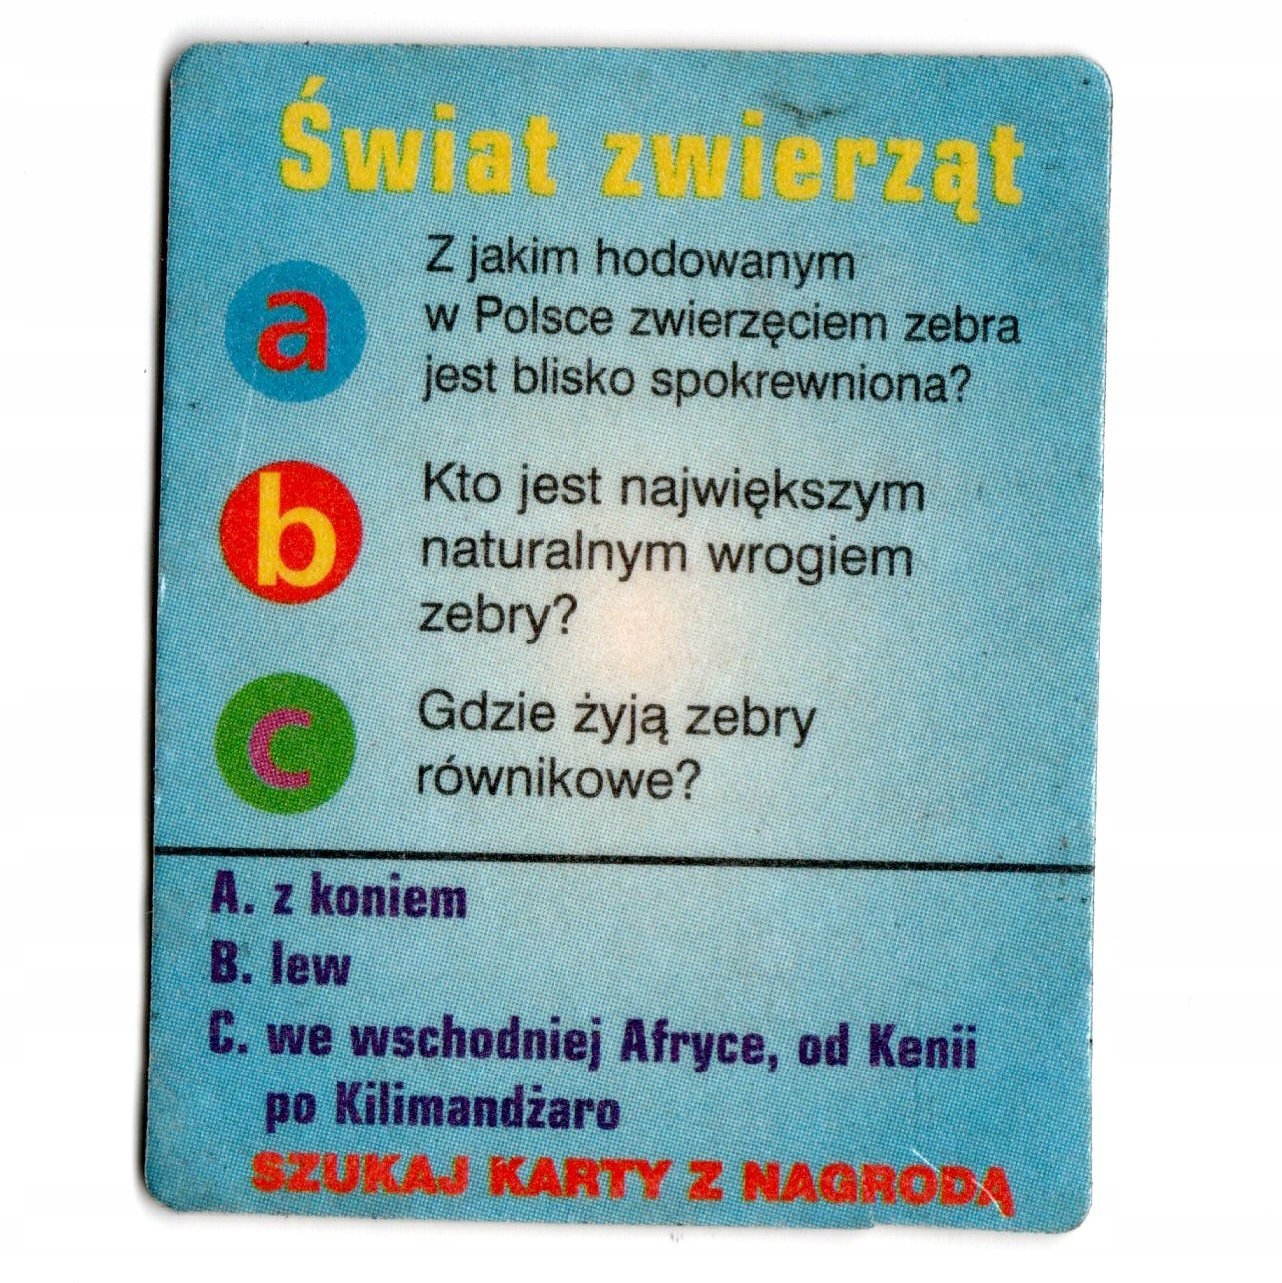 Świat zwierząt
a
Z jakim hodowanym
w Polsce zwierzęciem zebra
jest blisko spokrewniona?
b
Kto jest największym
naturalnym wrogiem
zebry?
c
Gdzie żyją zebry
równikowe?
A. z koniem
B. lew
C. we wschodniej Afryce, od Kenii
po Kilimandżaro
SZUKAJ KARTY Z NAGRODĄ